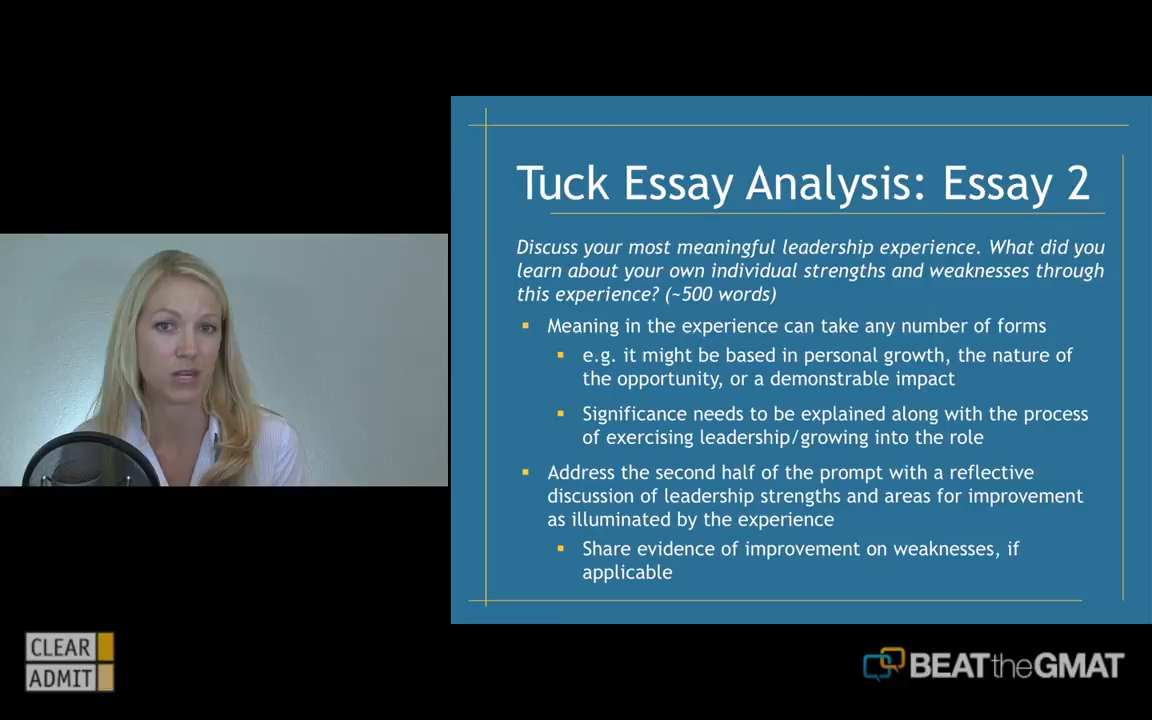 Tuck Essay Analysis: Essay 2
Discuss your most meaningful leadership experience. What did you
learn about your own individual strengths and weaknesses through
this experience? (~500 words)
Meaning in the experience can take any number of forms
e.g. it might be based in personal growth, the nature of
the opportunity, or a demonstrable impact
Significance needs to be explained along with the process
of exercising leadership/growing into the role
Address the second half of the prompt with a reflective
discussion of leadership strengths and areas for improvement
as illuminated by the experience
Share evidence of improvement on weaknesses, if
applicable
CLEAR
ADMIT
BEATtheGMAT